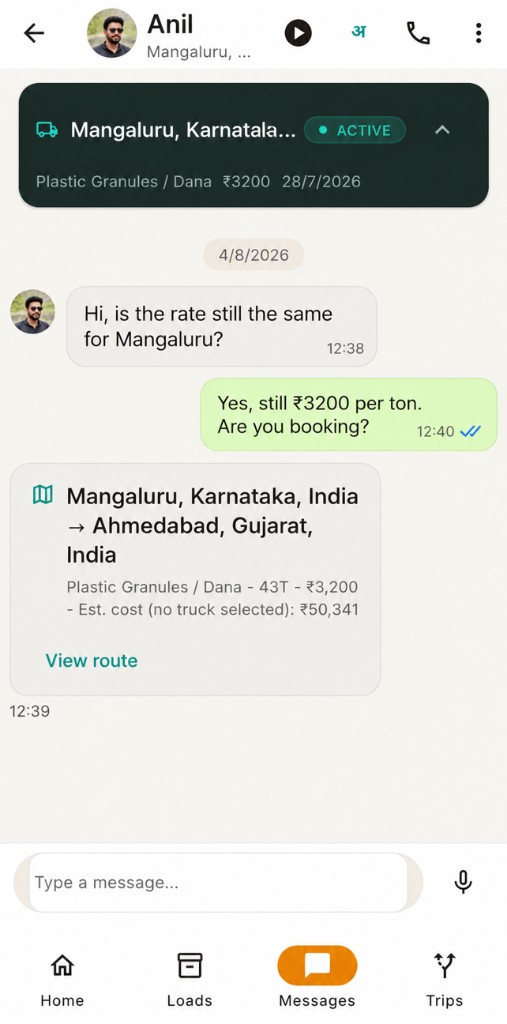 Anil
Mangaluru, ...
अ
Mangaluru, Karnatala...
ACTIVE
Plastic Granules / Dana ₹3200 28/7/2026
4/8/2026
Hi, is the rate still the same
for Mangaluru?
12:38
Yes, still ₹3200 per ton.
Are you booking?
12:40
Mangaluru, Karnataka, India
→ Ahmedabad, Gujarat,
India
Plastic Granules / Dana - 43T - ₹3,200
- Est. cost (no truck selected): ₹50,341
View route
12:39
Type a message...
Home
Loads
Messages
Trips